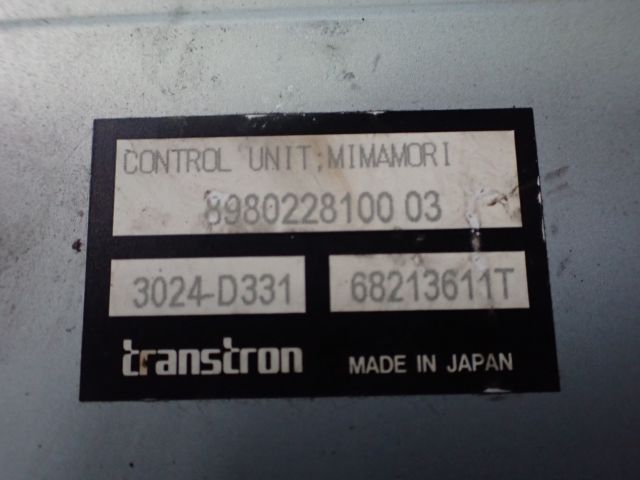 CONTROL UNIT;MIMAMORI
8980228100 03
3024-D331 68213611T
transtron MADE IN JAPAN